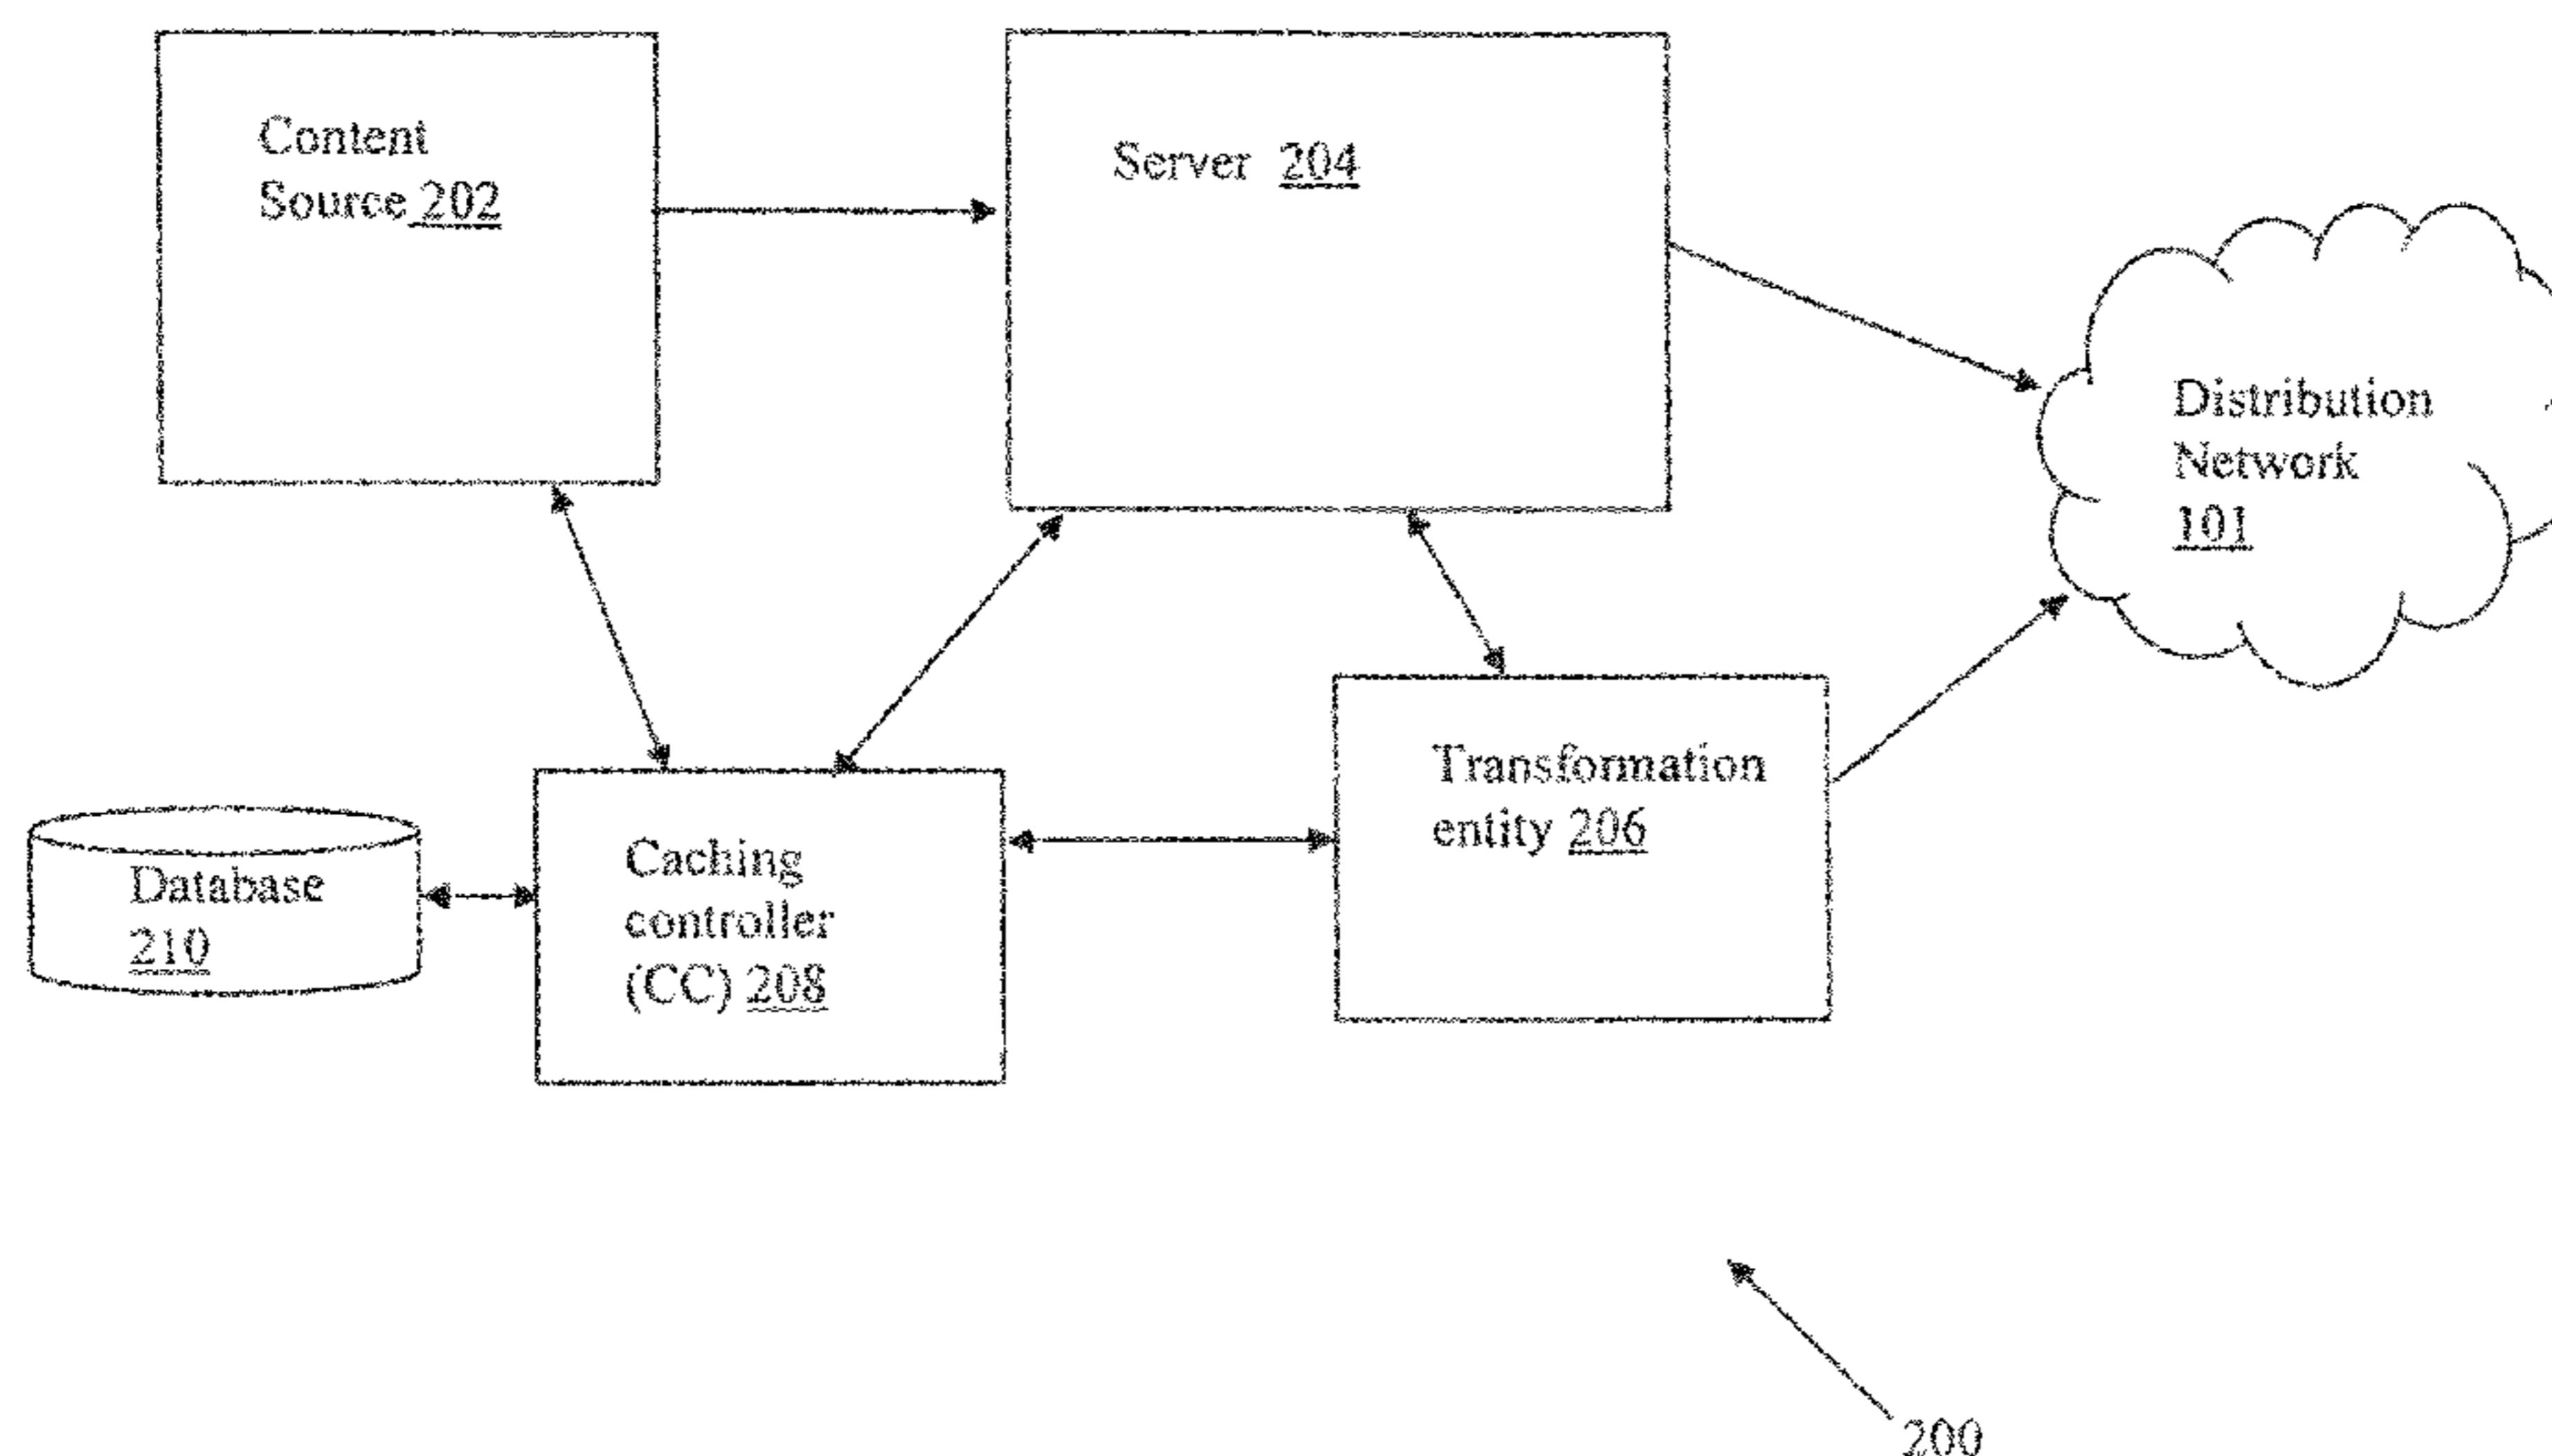 Content
Source 202
Server 204
Distribution
Network
101
Transformation
entity 206
Caching
controller
(CC) 208
Database
210
200